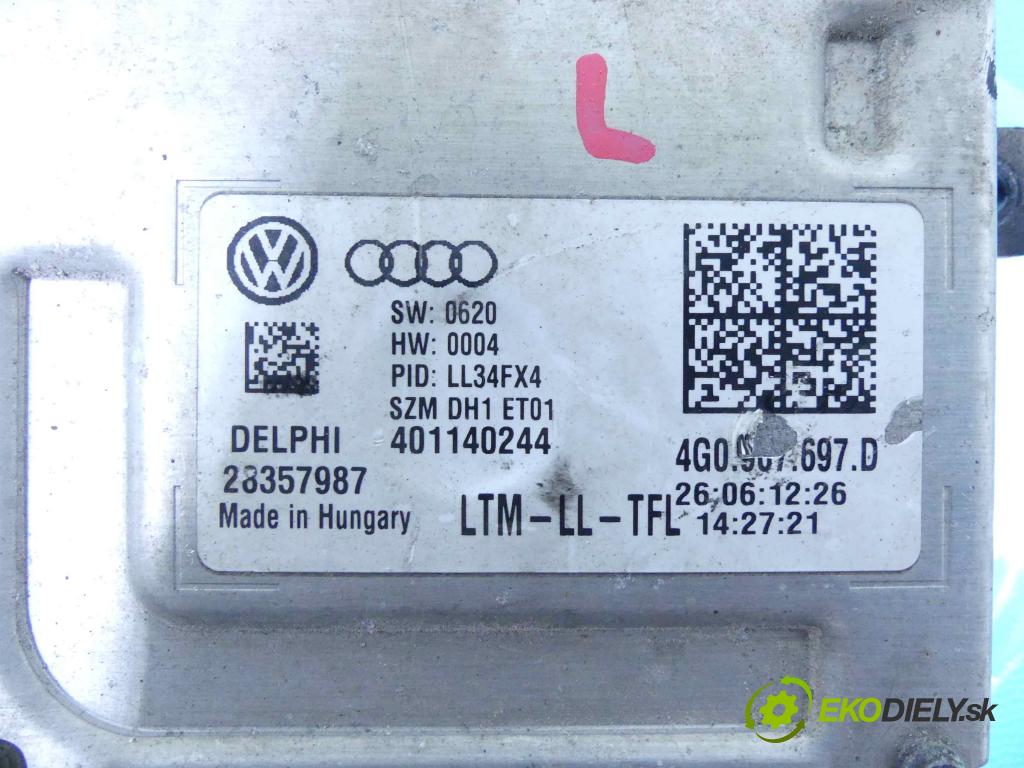 L
SW: 0620
HW: 0004
PID: LL34FX4
SZM DH1 ET01
DELPHI 401140244
28357987
Made in Hungary
LTM-LL-TFL
697.D
26:06:12:26
14:27:21
EKODIELY.sk